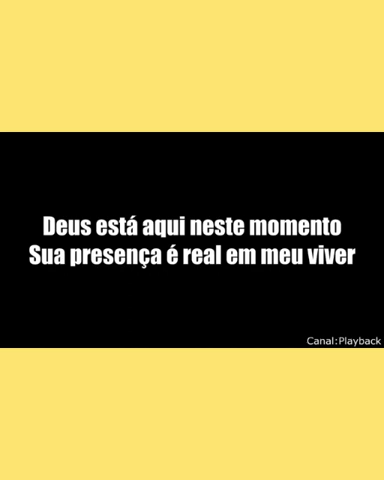 Deus está aqui neste momento
Sua presença é real em meu viver
Canal:Playback